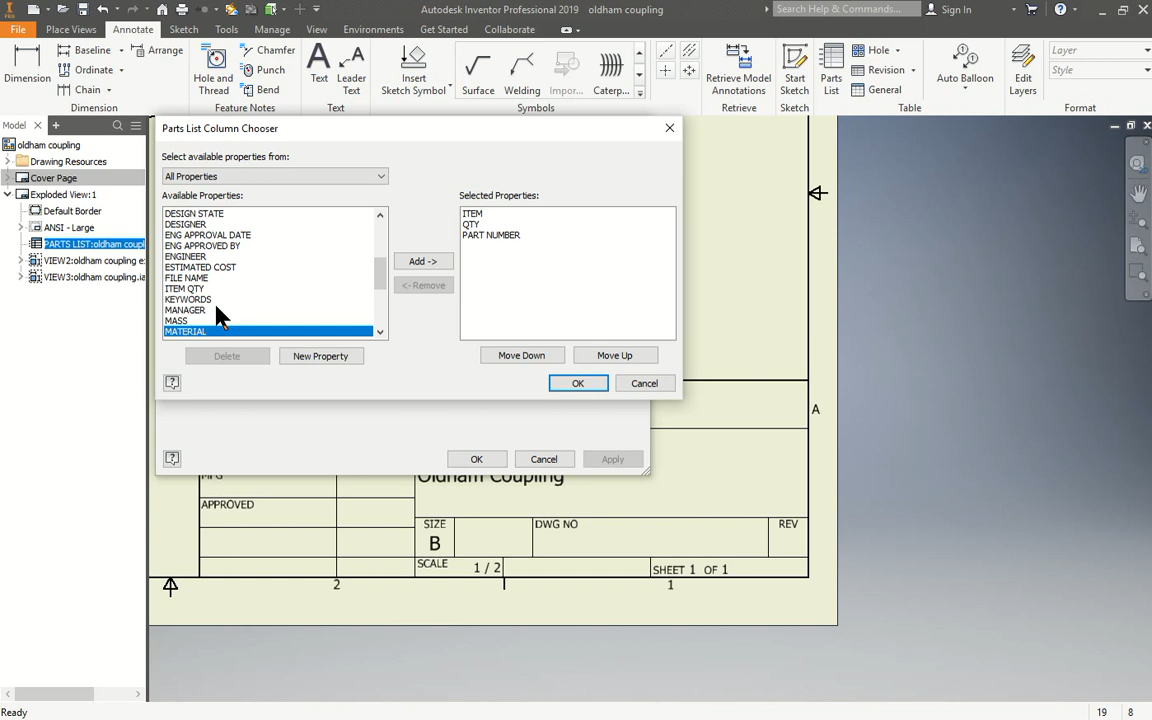 PRO
Autodesk Inventor Professional 2019 oldham coupling
Search Help & Commands...
Sign In
File Place Views Annotate Sketch Tools Manage View Environments Get Started Collaborate
Dimension
Baseline
Ordinate
Chain
Arrange
Dimension
Hole and Thread
Chamfer
Punch
Bend
Feature Notes
Text
Leader Text
Text
Insert Sketch Symbol
Surface
Welding
Impor...
Caterp...
Symbols
Retrieve Model Annotations
Retrieve
Start Sketch
Sketch
Parts List
Hole
Revision
General
Table
Auto Balloon
Edit Layers
Layer
Style
Format
Model
oldham coupling
Drawing Resources
Cover Page
Exploded View:1
Default Border
ANSI - Large
PARTS LIST:oldham coupl
VIEW2:oldham coupling e
VIEW3:oldham coupling.ia
Parts List Column Chooser
Select available properties from:
All Properties
Available Properties:
DESIGN STATE
DESIGNER
ENG APPROVAL DATE
ENG APPROVED BY
ENGINEER
ESTIMATED COST
FILE NAME
ITEM QTY
KEYWORDS
MANAGER
MASS
MATERIAL
Add ->
<- Remove
Selected Properties:
ITEM
QTY
PART NUMBER
Delete
New Property
Move Down
Move Up
OK
Cancel
OK
Cancel
Apply
A
MFG
APPROVED
Oldham Coupling
SIZE
B
DWG NO
REV
SCALE 1 / 2
SHEET 1 OF 1
2
1
Ready
19
8